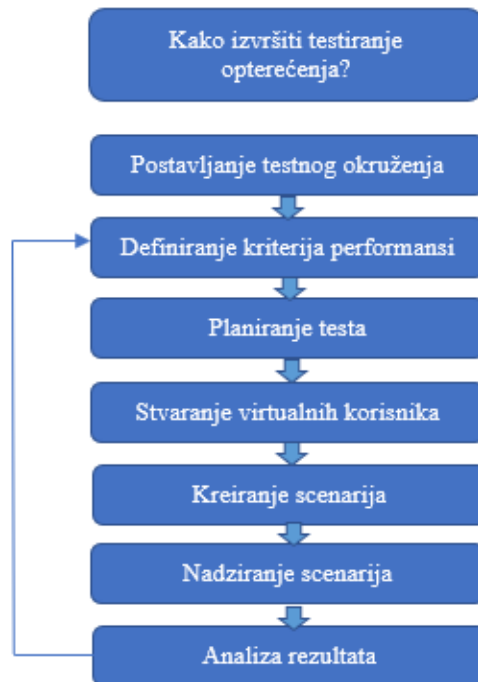 Kako izvršiti testiranje
opterećenja?
Postavljanje testnog okruženja
Definiranje kriterija performansi
Planiranje testa
Stvaranje virtualnih korisnika
Kreiranje scenarija
Nadziranje scenarija
Analiza rezultata